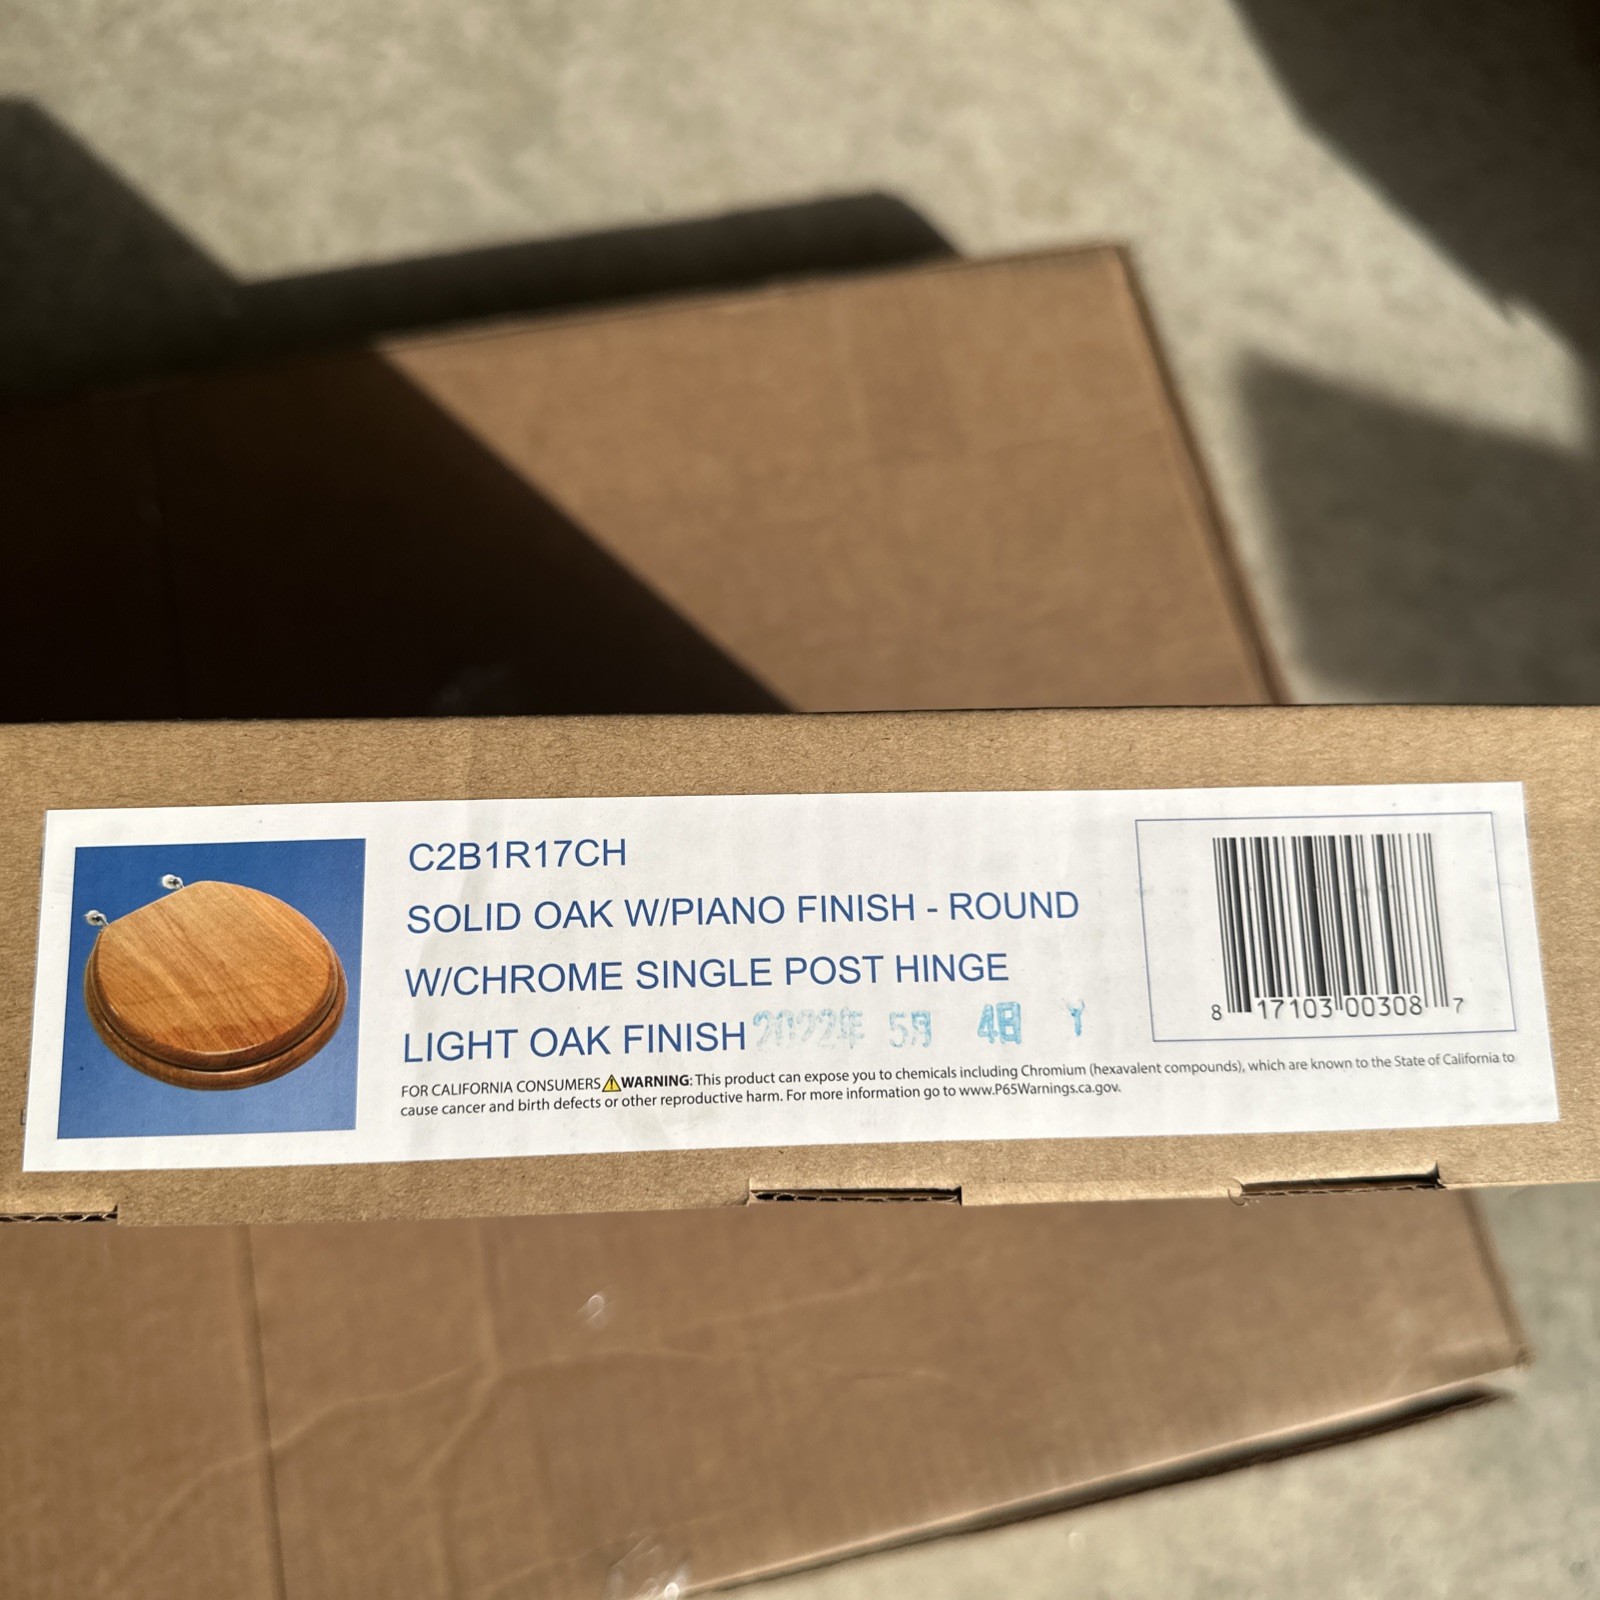 C2B1R17CH
SOLID OAK W/PIANO FINISH - ROUND
W/CHROME SINGLE POST HINGE
LIGHT OAK FINISH 2022年 5月 4日 Y
FOR CALIFORNIA CONSUMERS ⚠WARNING: This product can expose you to chemicals including Chromium (hexavalent compounds), which are known to the State of California to
cause cancer and birth defects or other reproductive harm. For more information go to www.P65Warnings.ca.gov.
8 17103 00308 7